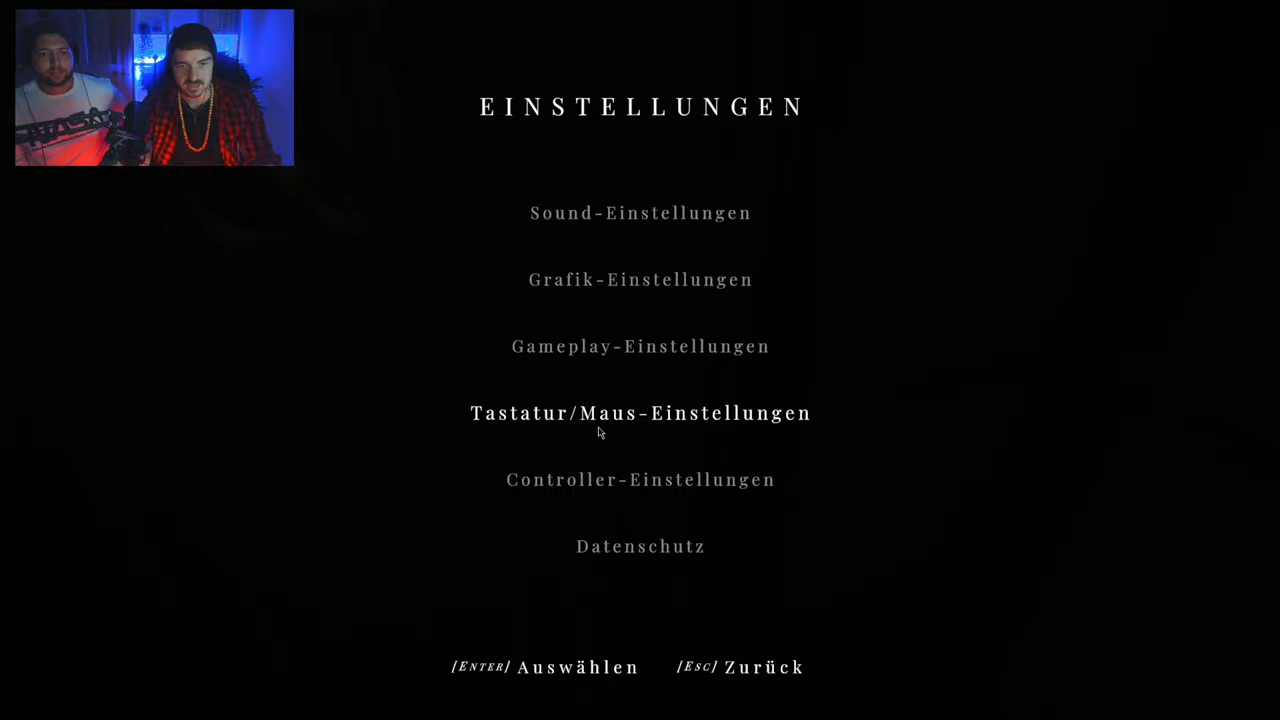 EINSTELLUNGEN
Sound-Einstellungen
Grafik-Einstellungen
Gameplay-Einstellungen
Tastatur/Maus-Einstellungen
Controller-Einstellungen
Datenschutz
[ENTER] Auswählen [ESC] Zurück